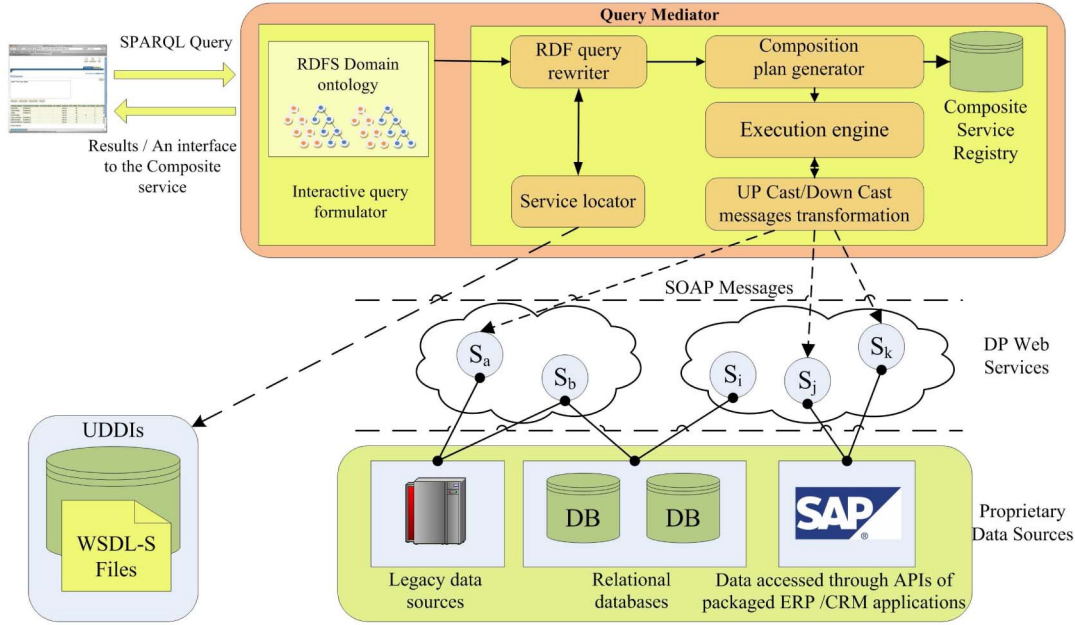 Query Mediator
SPARQL Query
Results / An interface
to the Composite
service
RDFS Domain
ontology
Interactive query
formulator
RDF query
rewriter
Service locator
Composition
plan generator
Execution engine
UP Cast/Down Cast
messages transformation
Composite
Service
Registry
SOAP Messages
Sa
Sb
Si
Sj
Sk
DP Web
Services
UDDIs
WSDL-S
Files
DB
DB
SAP
®
Legacy data
sources
Relational
databases
Data accessed through APIs of
packaged ERP /CRM applications
Proprietary
Data Sources